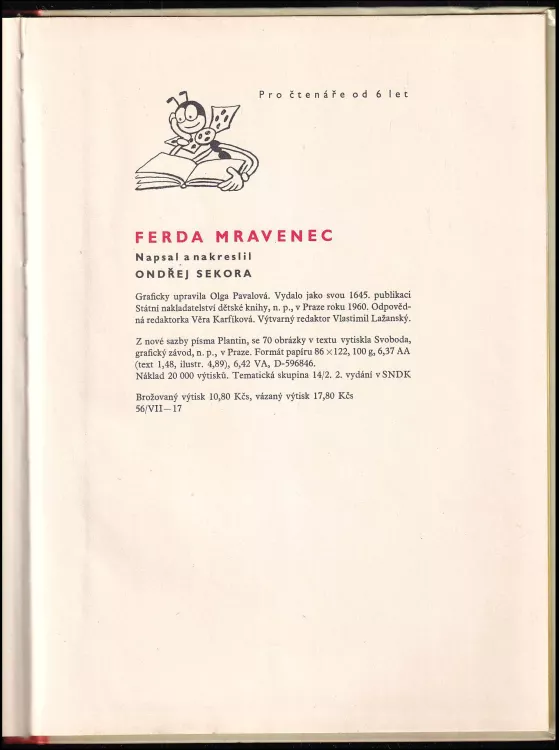 Pro čtenáře od 6 let
FERDA MRAVENEC
Napsal a nakreslil
ONDŘEJ SEKORA
Graficky upravila Olga Pavalová. Vydalo jako svou 1645. publikaci
Státní nakladatelství dětské knihy, n. p., v Praze roku 1960. Odpověd-
ná redaktorka Věra Karfíková. Výtvarný redaktor Vlastimil Lažanský.
Z nové sazby písma Plantin, se 70 obrázky v textu vytiskla Svoboda,
grafický závod, n. p., v Praze. Formát papíru 86 × 122, 100 g, 6,37 AA
(text 1,48, ilustr. 4,89), 6,42 VA, D-596846.
Náklad 20 000 výtisků. Tematická skupina 14/2. 2. vydání v SNDK
Brožovaný výtisk 10,80 Kčs, vázaný výtisk 17,80 Kčs
56/VII—17